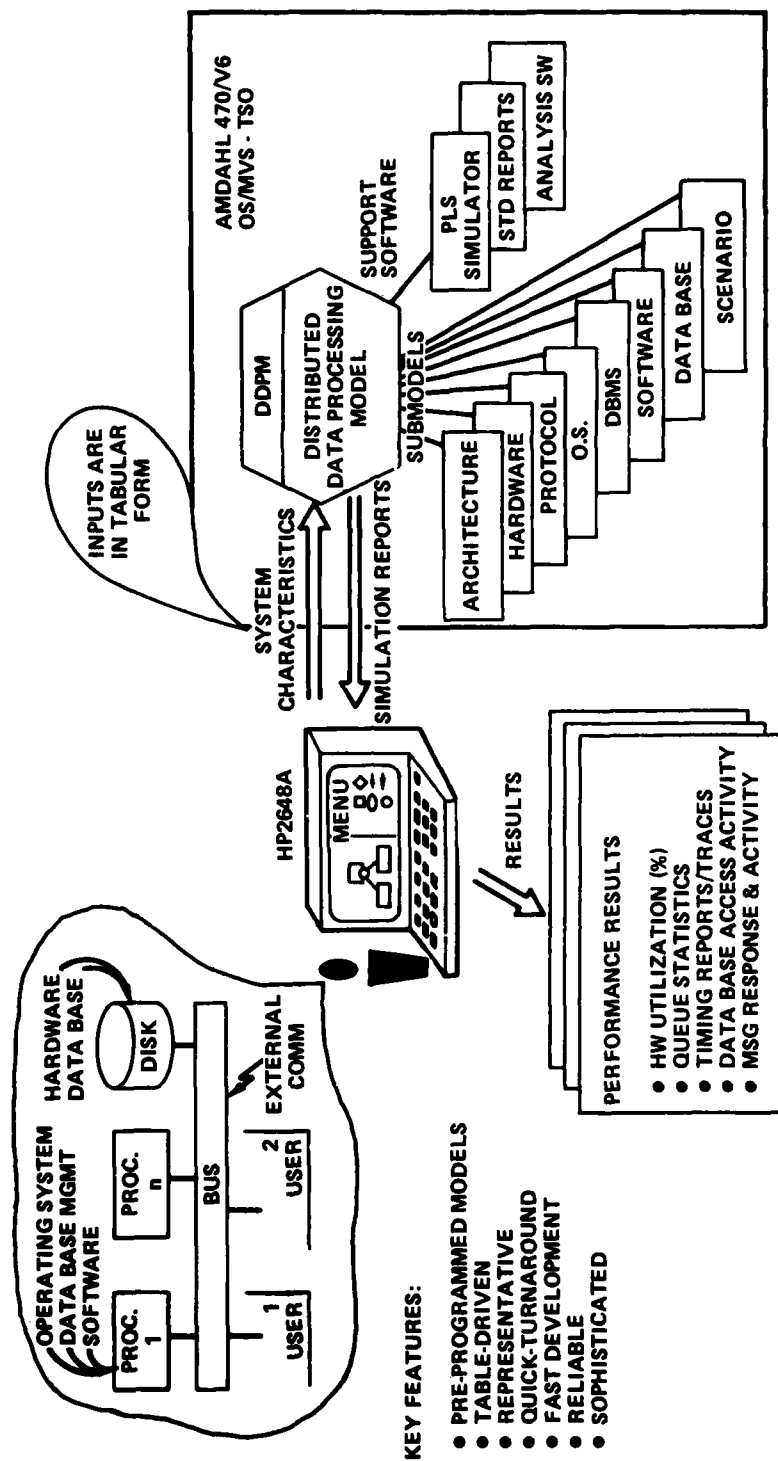 OPERATING SYSTEM
DATA BASE MGMT
SOFTWARE
HARDWARE
DATA BASE
PROC.
1
PROC.
n
DISK
BUS
EXTERNAL
COMM
1
USER
2
USER
KEY FEATURES:
● PRE-PROGRAMMED MODELS
● TABLE-DRIVEN
● REPRESENTATIVE
● QUICK-TURNAROUND
● FAST DEVELOPMENT
● RELIABLE
● SOPHISTICATED
HP2648A
MENU
RESULTS
PERFORMANCE RESULTS
● HW UTILIZATION (%)
● QUEUE STATISTICS
● TIMING REPORTS/TRACES
● DATA BASE ACCESS ACTIVITY
● MSG RESPONSE & ACTIVITY
INPUTS ARE
IN TABULAR
FORM
SYSTEM
CHARACTERISTICS
SIMULATION REPORTS
AMDAHL 470/V6
OS/MVS - TSO
DDPM
DISTRIBUTED
DATA PROCESSING
MODEL
SUPPORT
SOFTWARE
PLS
SIMULATOR
STD REPORTS
ANALYSIS SW
SUBMODELS
ARCHITECTURE
HARDWARE
PROTOCOL
O.S.
DBMS
SOFTWARE
DATA BASE
SCENARIO